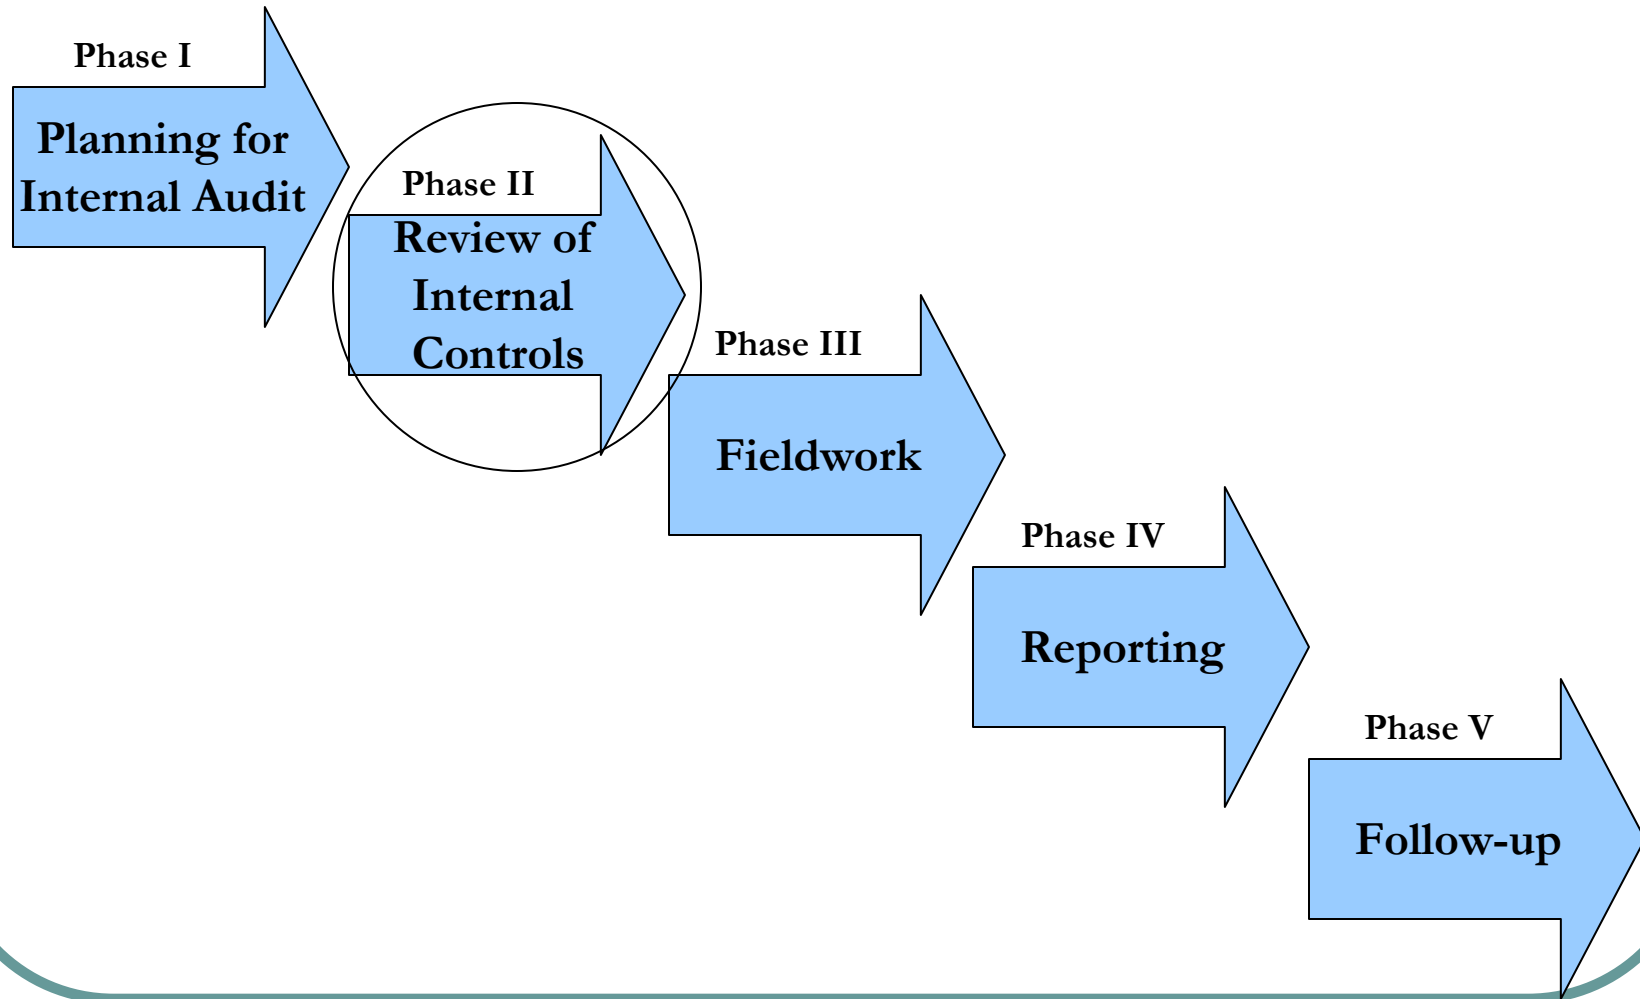 Phase I
Planning for
Internal Audit
Phase II
Review of
Internal
Controls
Phase III
Fieldwork
Phase IV
Reporting
Phase V
Follow-up